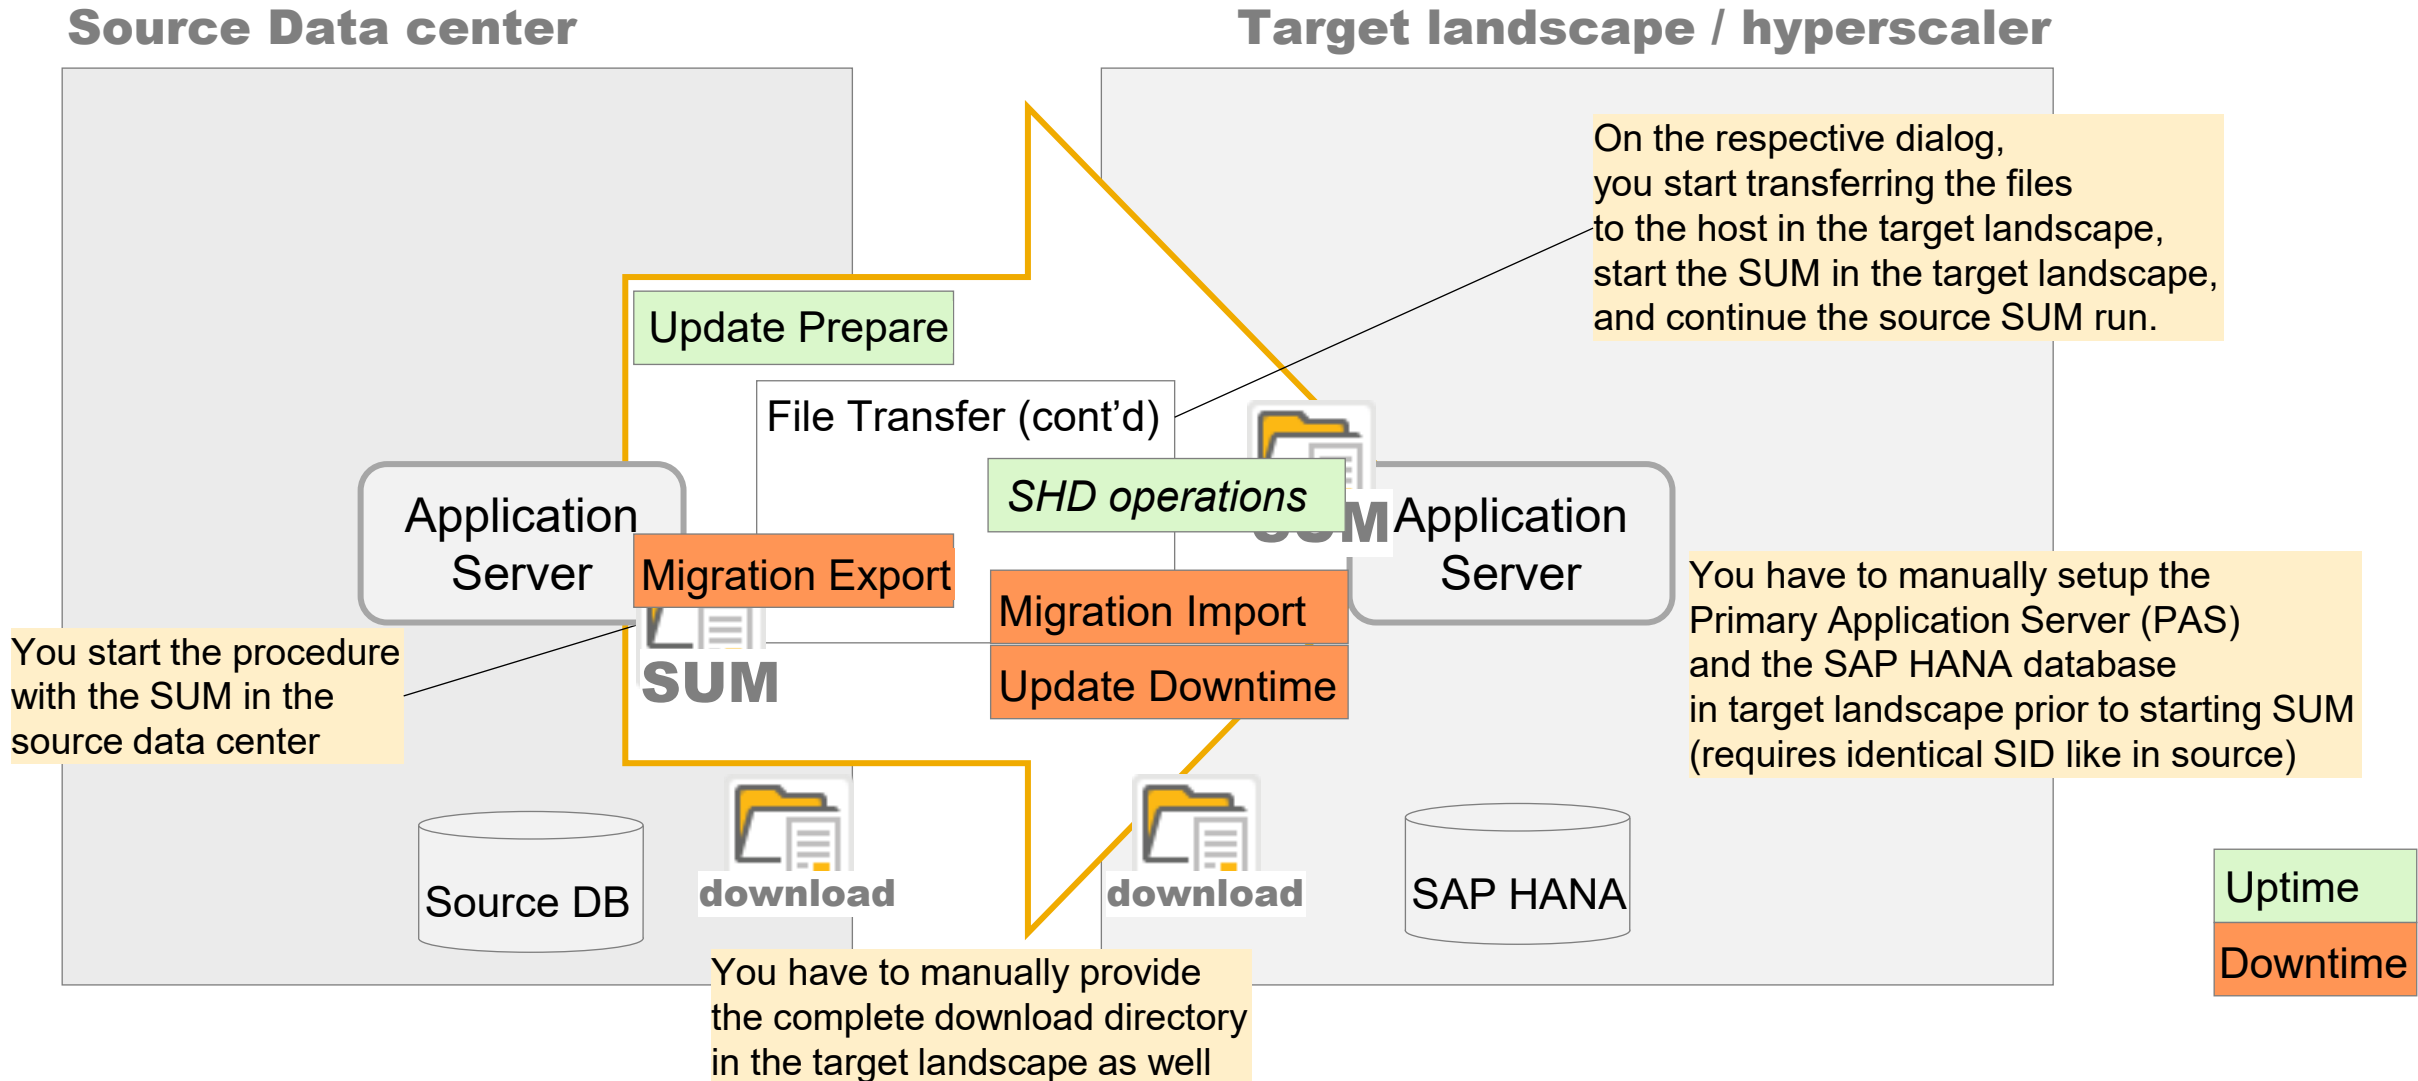 Source Data center
Target landscape / hyperscaler
On the respective dialog,
you start transferring the files
to the host in the target landscape,
start the SUM in the target landscape,
and continue the source SUM run.
Update Prepare
File Transfer (cont’d)
SHD operations
SUM
Application
Server
Application
Server
Migration Export
Migration Import
Update Downtime
SUM
You start the procedure
with the SUM in the
source data center
You have to manually setup the
Primary Application Server (PAS)
and the SAP HANA database
in target landscape prior to starting SUM
(requires identical SID like in source)
Source DB
download
download
SAP HANA
Uptime
Downtime
You have to manually provide
the complete download directory
in the target landscape as well